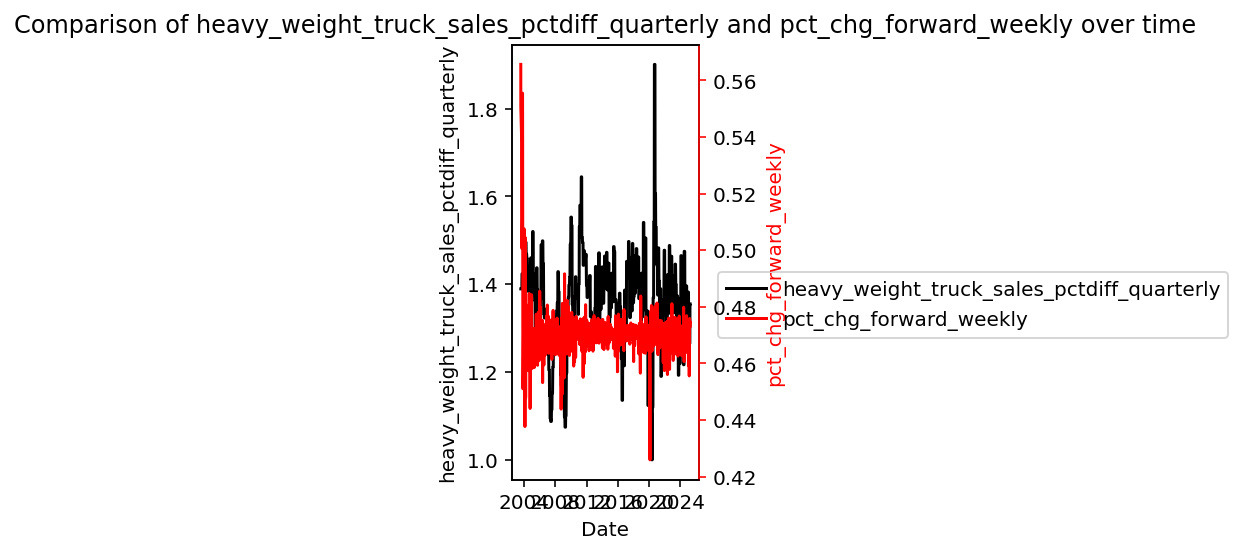 Comparison of heavy_weight_truck_sales_pctdiff_quarterly and pct_chg_forward_weekly over time
heavy_weight_truck_sales_pctdiff_quarterly
1.8
1.6
1.4
1.2
1.0
0.56
0.54
0.52
0.50
0.48
0.46
0.44
0.42
pct_chg_forward_weekly
heavy_weight_truck_sales_pctdiff_quarterly
pct_chg_forward_weekly
2004 2008 2012 2016 2020 2024
Date